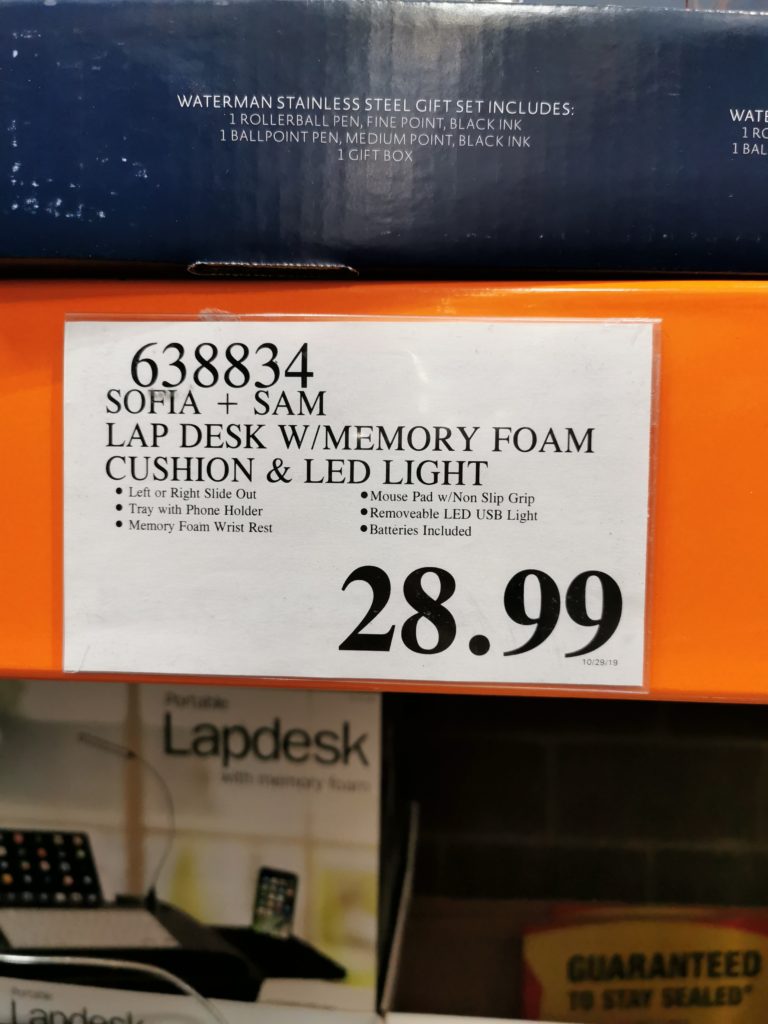 WATERMAN STAINLESS STEEL GIFT SET INCLUDES:
1 ROLLERBALL PEN, FINE POINT, BLACK INK
1 BALLPOINT PEN, MEDIUM POINT, BLACK INK
1 GIFT BOX
WATE
1 RO
1 BAL
638834
SOFIA + SAM
LAP DESK W/MEMORY FOAM
CUSHION & LED LIGHT
• Left or Right Slide Out
• Tray with Phone Holder
• Memory Foam Wrist Rest
• Mouse Pad w/Non Slip Grip
• Removeable LED USB Light
• Batteries Included
28.99
10/29/19
Portable
Lapdesk
with memory foam
Portable
Lapdesk
GUARANTEED
TO STAY SEALED*